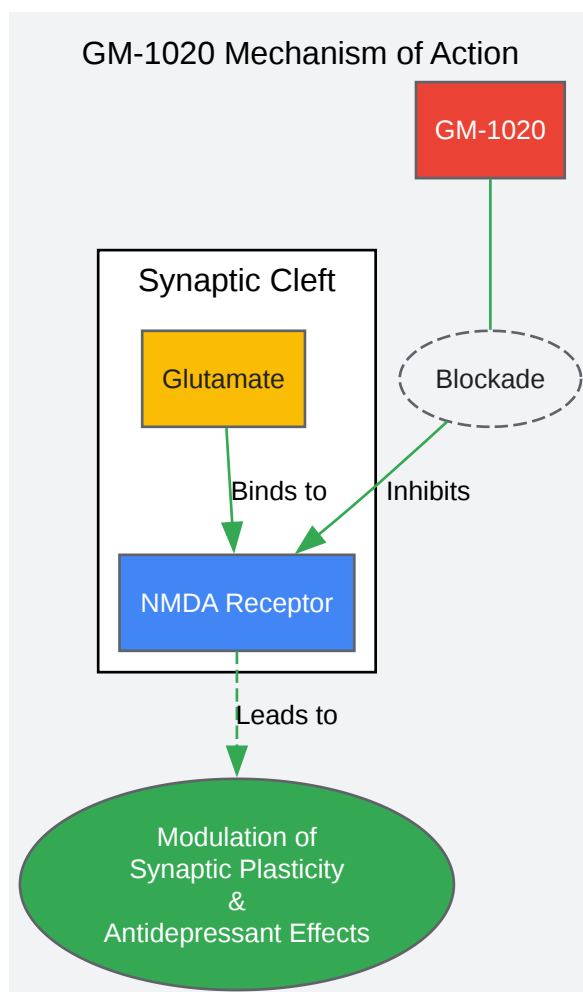 GM-1020 Mechanism of Action
GM-1020
Synaptic Cleft
Glutamate
Blockade
Binds to
Inhibits
NMDA Receptor
Leads to
Modulation of
Synaptic Plasticity
&
Antidepressant Effects